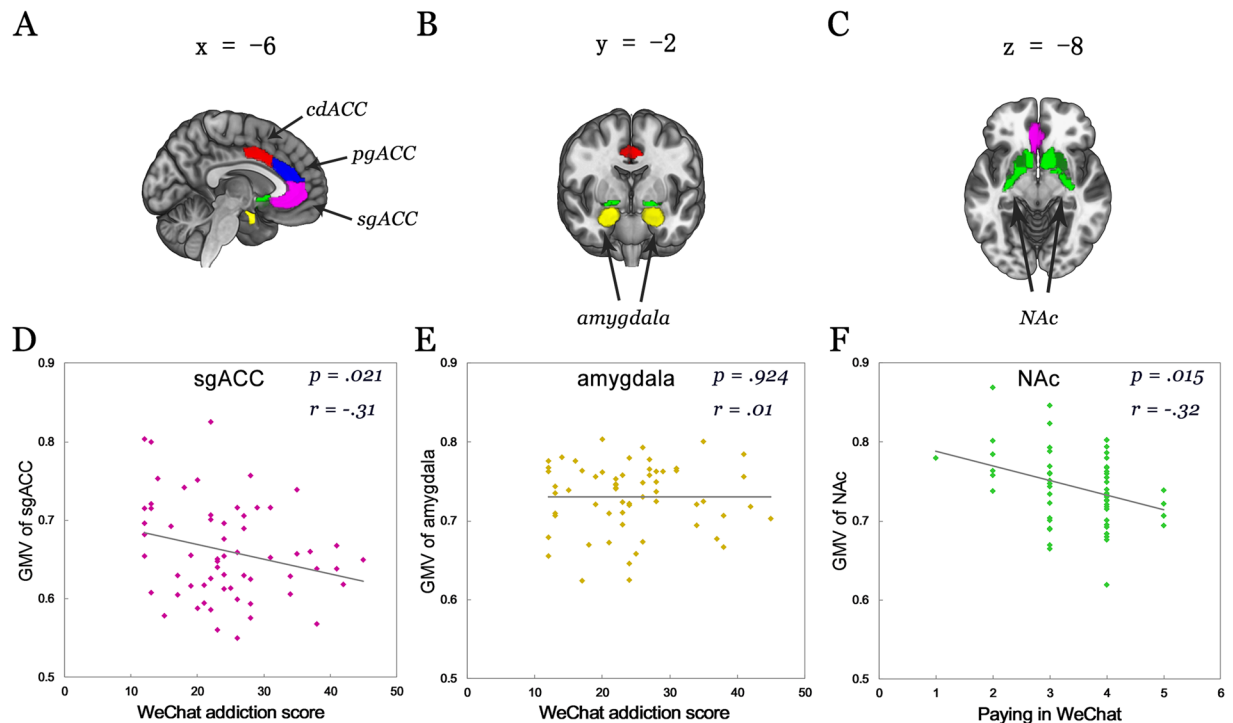 A
B
C
x = -6
y = -2
z = -8
cdACC
pgACC
sgACC
amygdala
NAc
D
E
F
sgACC
p = .021
r = -.31
GMV of sgACC
0.9
0.8
0.7
0.6
0.5
0
10
20
30
40
50
WeChat addiction score
amygdala
p = .924
r = .01
GMV of amygdala
0.9
0.8
0.7
0.6
0.5
0
10
20
30
40
50
WeChat addiction score
NAc
p = .015
r = -.32
GMV of NAc
0.9
0.8
0.7
0.6
0.5
0
1
2
3
4
5
6
Paying in WeChat